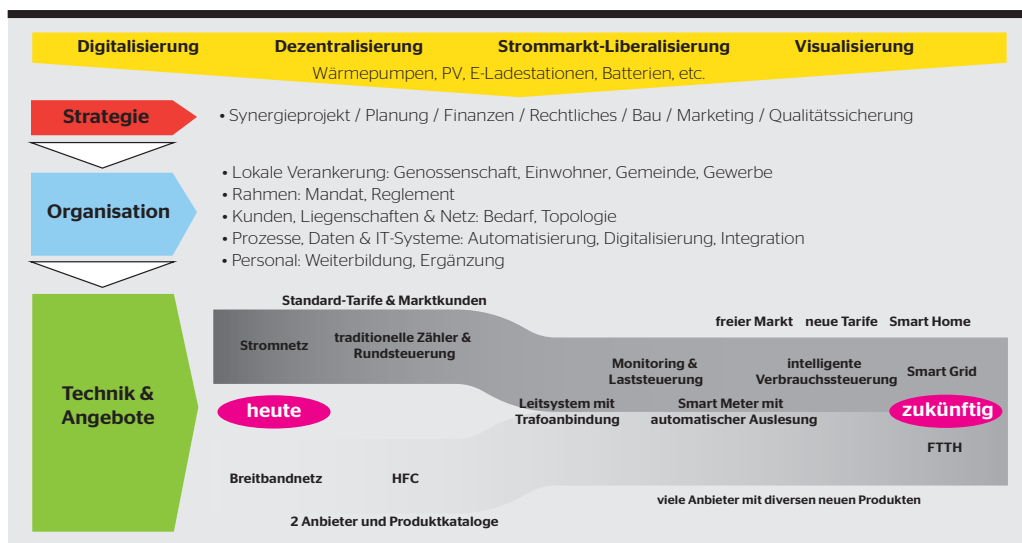 Digitalisierung Dezentralisierung Strommarkt-Liberalisierung Visualisierung
Wärmepumpen, PV, E-Ladestationen, Batterien, etc.
Strategie
• Synergieprojekt / Planung / Finanzen / Rechtliches / Bau / Marketing / Qualitätssicherung
Organisation
• Lokale Verankerung: Genossenschaft, Einwohner, Gemeinde, Gewerbe
• Rahmen: Mandat, Reglement
• Kunden, Liegenschaften & Netz: Bedarf, Topologie
• Prozesse, Daten & IT-Systeme: Automatisierung, Digitalisierung, Integration
• Personal: Weiterbildung, Ergänzung
Technik &
Angebote
Standard-Tarife & Marktkunden
freier Markt neue Tarife Smart Home
Stromnetz
traditionelle Zähler &
Rundsteuerung
Monitoring &
Laststeuerung
intelligente
Verbrauchssteuerung
Smart Grid
heute
Leitsystem mit
Trafoanbindung
Smart Meter mit
automatischer Auslesung
zukünftig
FTTH
Breitbandnetz
HFC
viele Anbieter mit diversen neuen Produkten
2 Anbieter und Produktkataloge